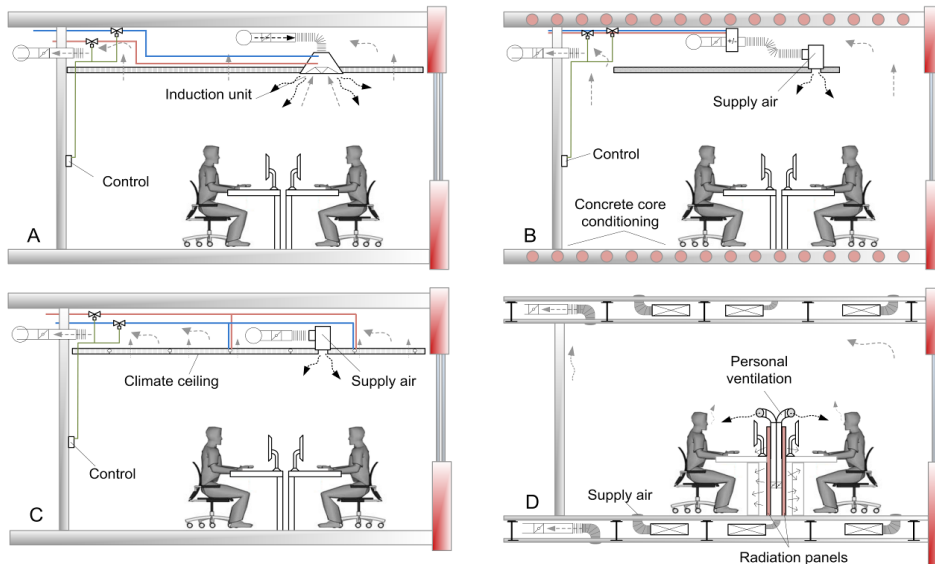 Induction unit
Control
A
Supply air
Control
Concrete core
conditioning
B
+/-
Climate ceiling
Supply air
Control
C
Personal
ventilation
Supply air
D
Radiation panels